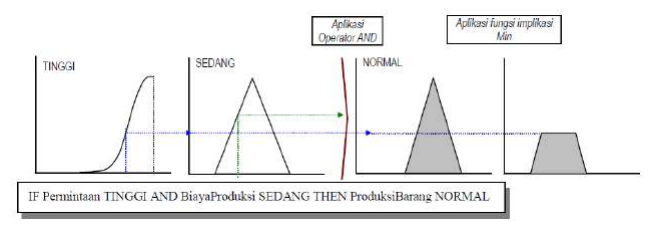 Aplikasi
Operator AND
Aplikasi fungsi implikasi
Min
TINGGI
SEDANG
NORMAL
IF Permintaan TINGGI AND BiayaProduksi SEDANG THEN ProduksiBarang NORMAL